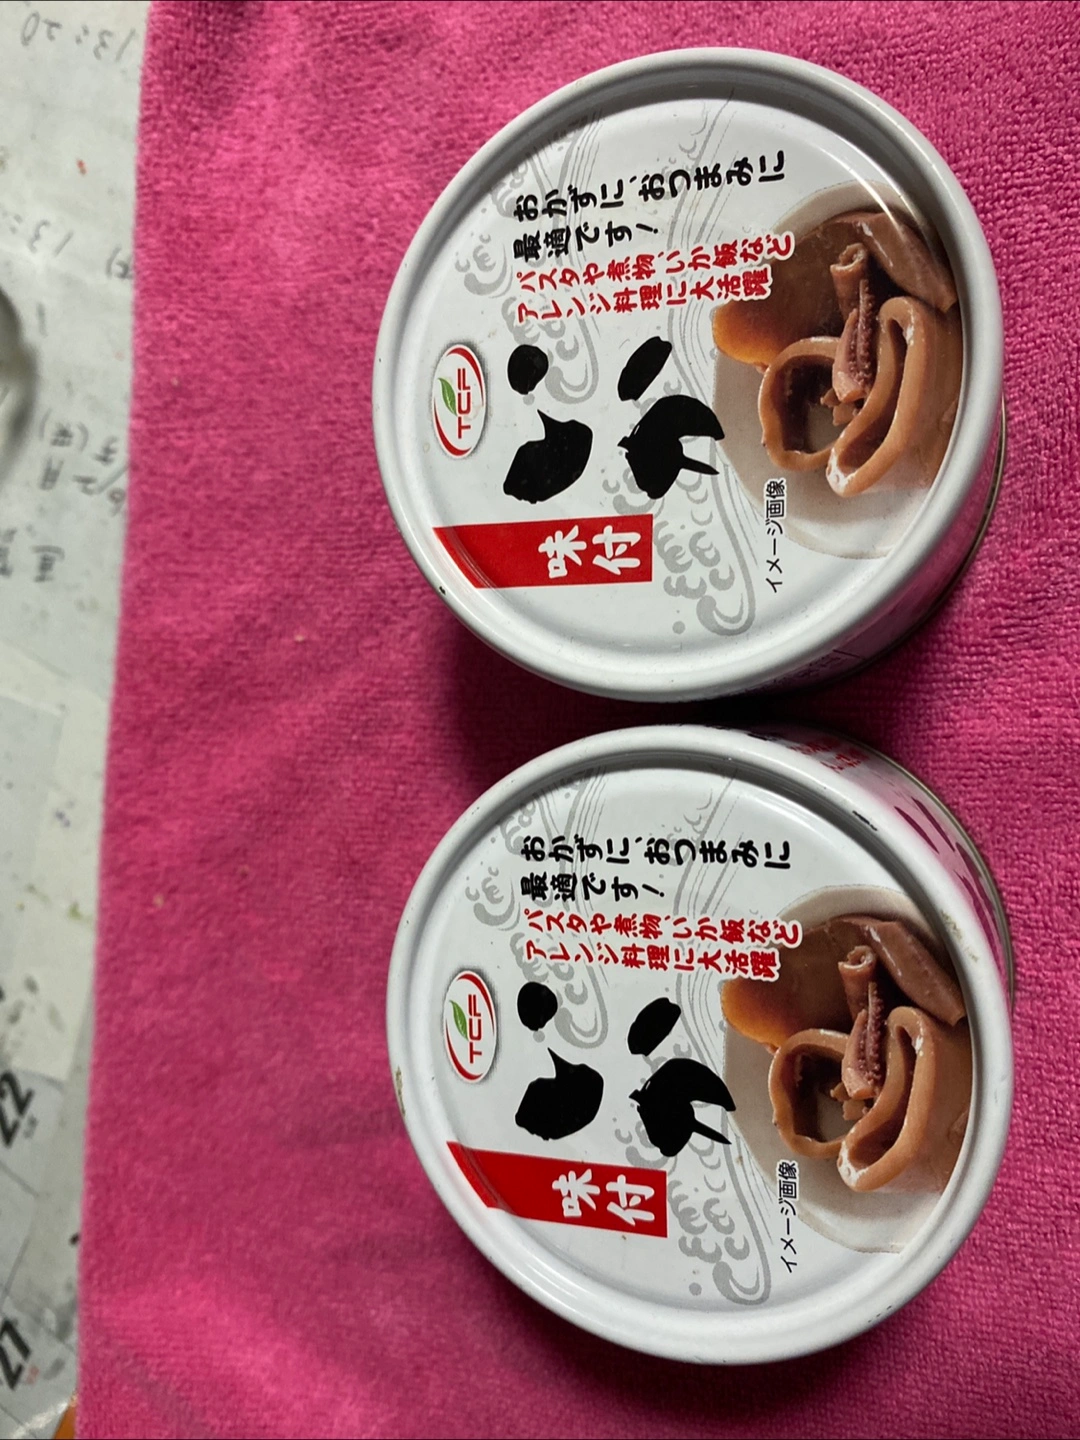 おかずに、おつまみに
最適です!
パスタや煮物、いか飯など
アレンジ料理に大活躍
TCF
いか
味付
イメージ画像
おかずに、おつまみに
最適です!
パスタや煮物、いか飯など
アレンジ料理に大活躍
TCF
いか
味付
イメージ画像
13:20
22
27